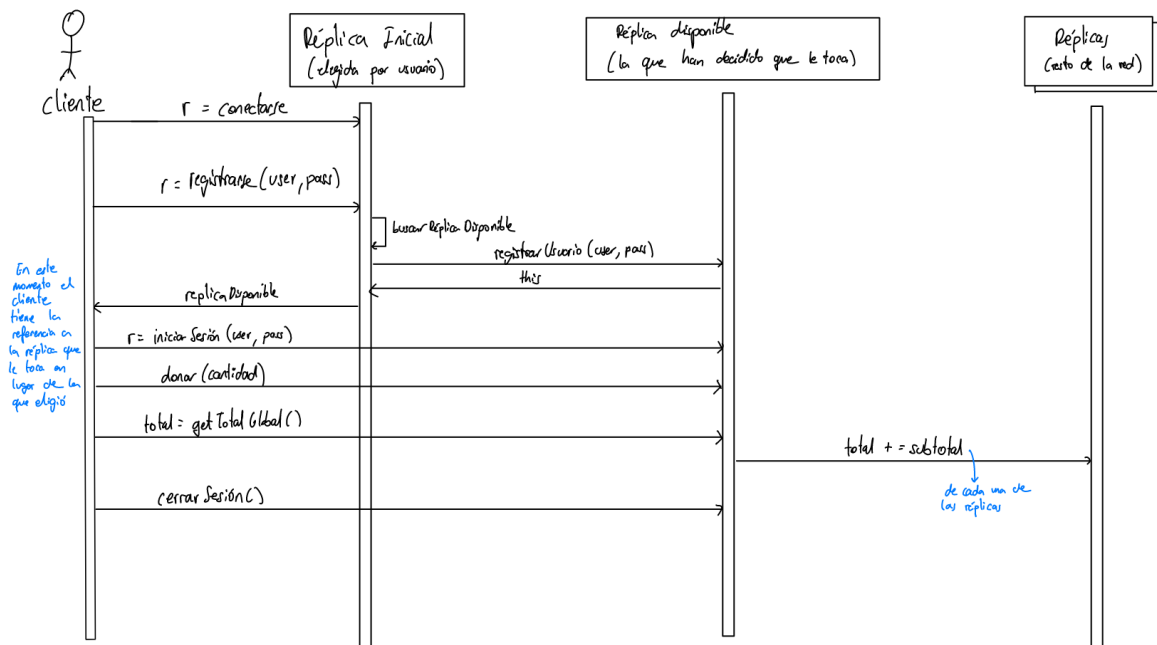 cliente
Réplica Inicial
(elegida por usuario)
Réplica disponible
(la que han decidido que le toca)
Réplicas
(resto de la red)
r = conectarse
r = registrarse (user, pass)
buscar Réplica Disponible
registrar Usuario (user, pass)
this
replica Disponible
En este
momento el
cliente
tiene la
referencia a
la réplica que
le toca en
lugar de la
que eligió
r = iniciar Sesión (user, pass)
donar (cantidad)
total = get Total Global ()
total + = subtotal
de cada una de
las réplicas
cerrar Sesión ()